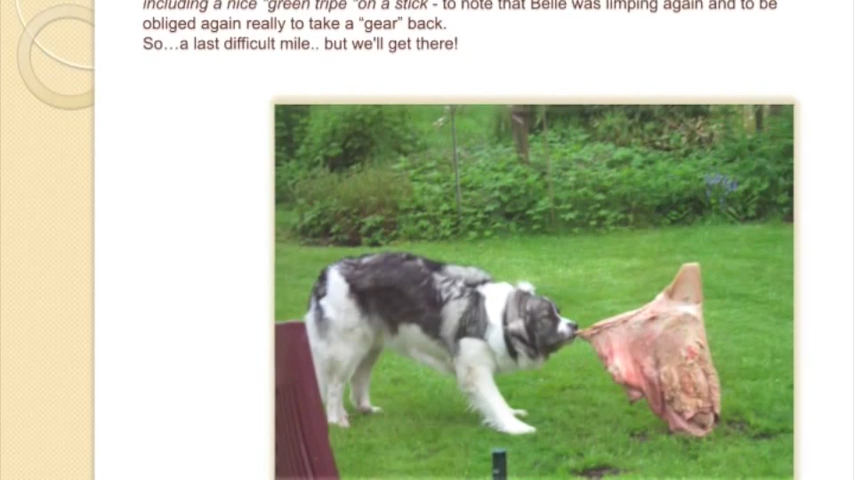 including a nice "green tripe "on a stick - to note that Belle was limping again and to be
obliged again really to take a “gear” back.
So…a last difficult mile.. but we'll get there!